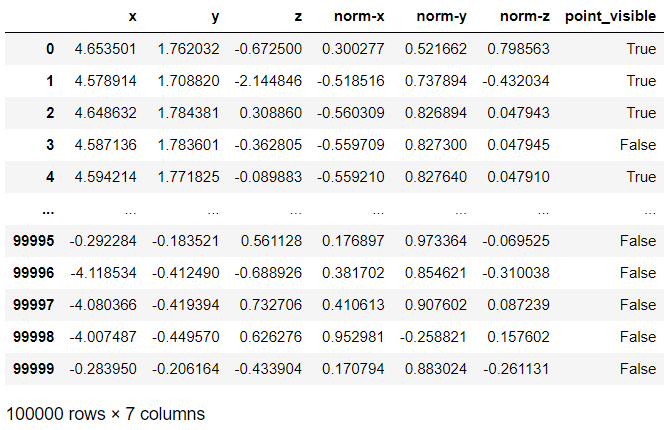 x y z norm-x norm-y norm-z point_visible
0 4.653501 1.762032 -0.672500 0.300277 0.521662 0.798563 True
1 4.578914 1.708820 -2.144846 -0.518516 0.737894 -0.432034 True
2 4.648632 1.784381 0.308860 -0.560309 0.826894 0.047943 True
3 4.587136 1.783601 -0.362805 -0.559709 0.827300 0.047945 False
4 4.594214 1.771825 -0.089883 -0.559210 0.827640 0.047910 True
... ... ... ... ... ... ... ...
99995 -0.292284 -0.183521 0.561128 0.176897 0.973364 -0.069525 False
99996 -4.118534 -0.412490 -0.688926 0.381702 0.854621 -0.310038 False
99997 -4.080366 -0.419394 0.732706 0.410613 0.907602 0.087239 False
99998 -4.007487 -0.449570 0.626276 0.952981 -0.258821 0.157602 False
99999 -0.283950 -0.206164 -0.433904 0.170794 0.883024 -0.261131 False
100000 rows × 7 columns